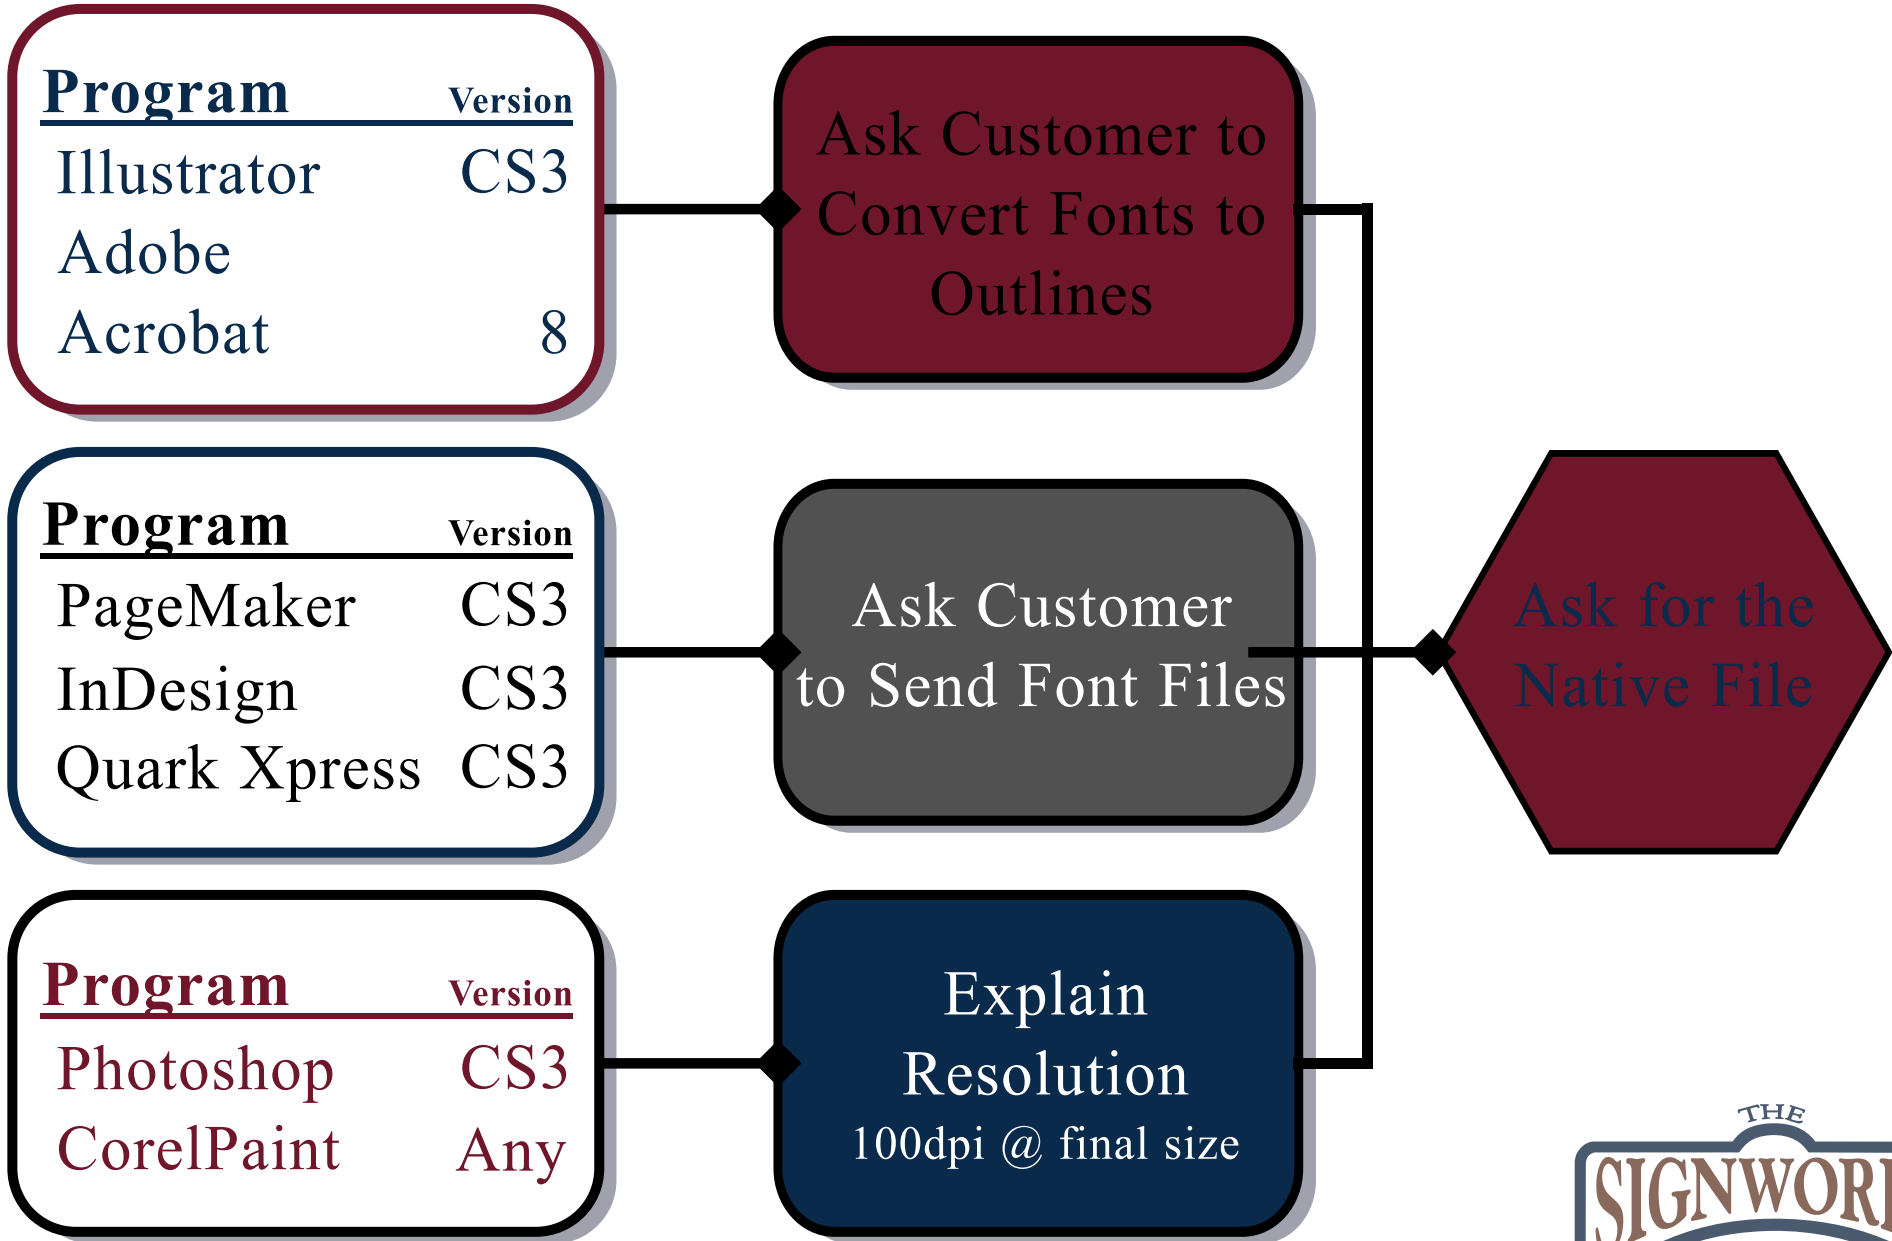 Program Version
Illustrator CS3
Adobe
Acrobat 8
Ask Customer to
Convert Fonts to
Outlines
Program Version
PageMaker CS3
InDesign CS3
Quark Xpress CS3
Ask Customer
to Send Font Files
Ask for the
Native File
Program Version
Photoshop CS3
CorelPaint Any
Explain
Resolution
100dpi @ final size
THE